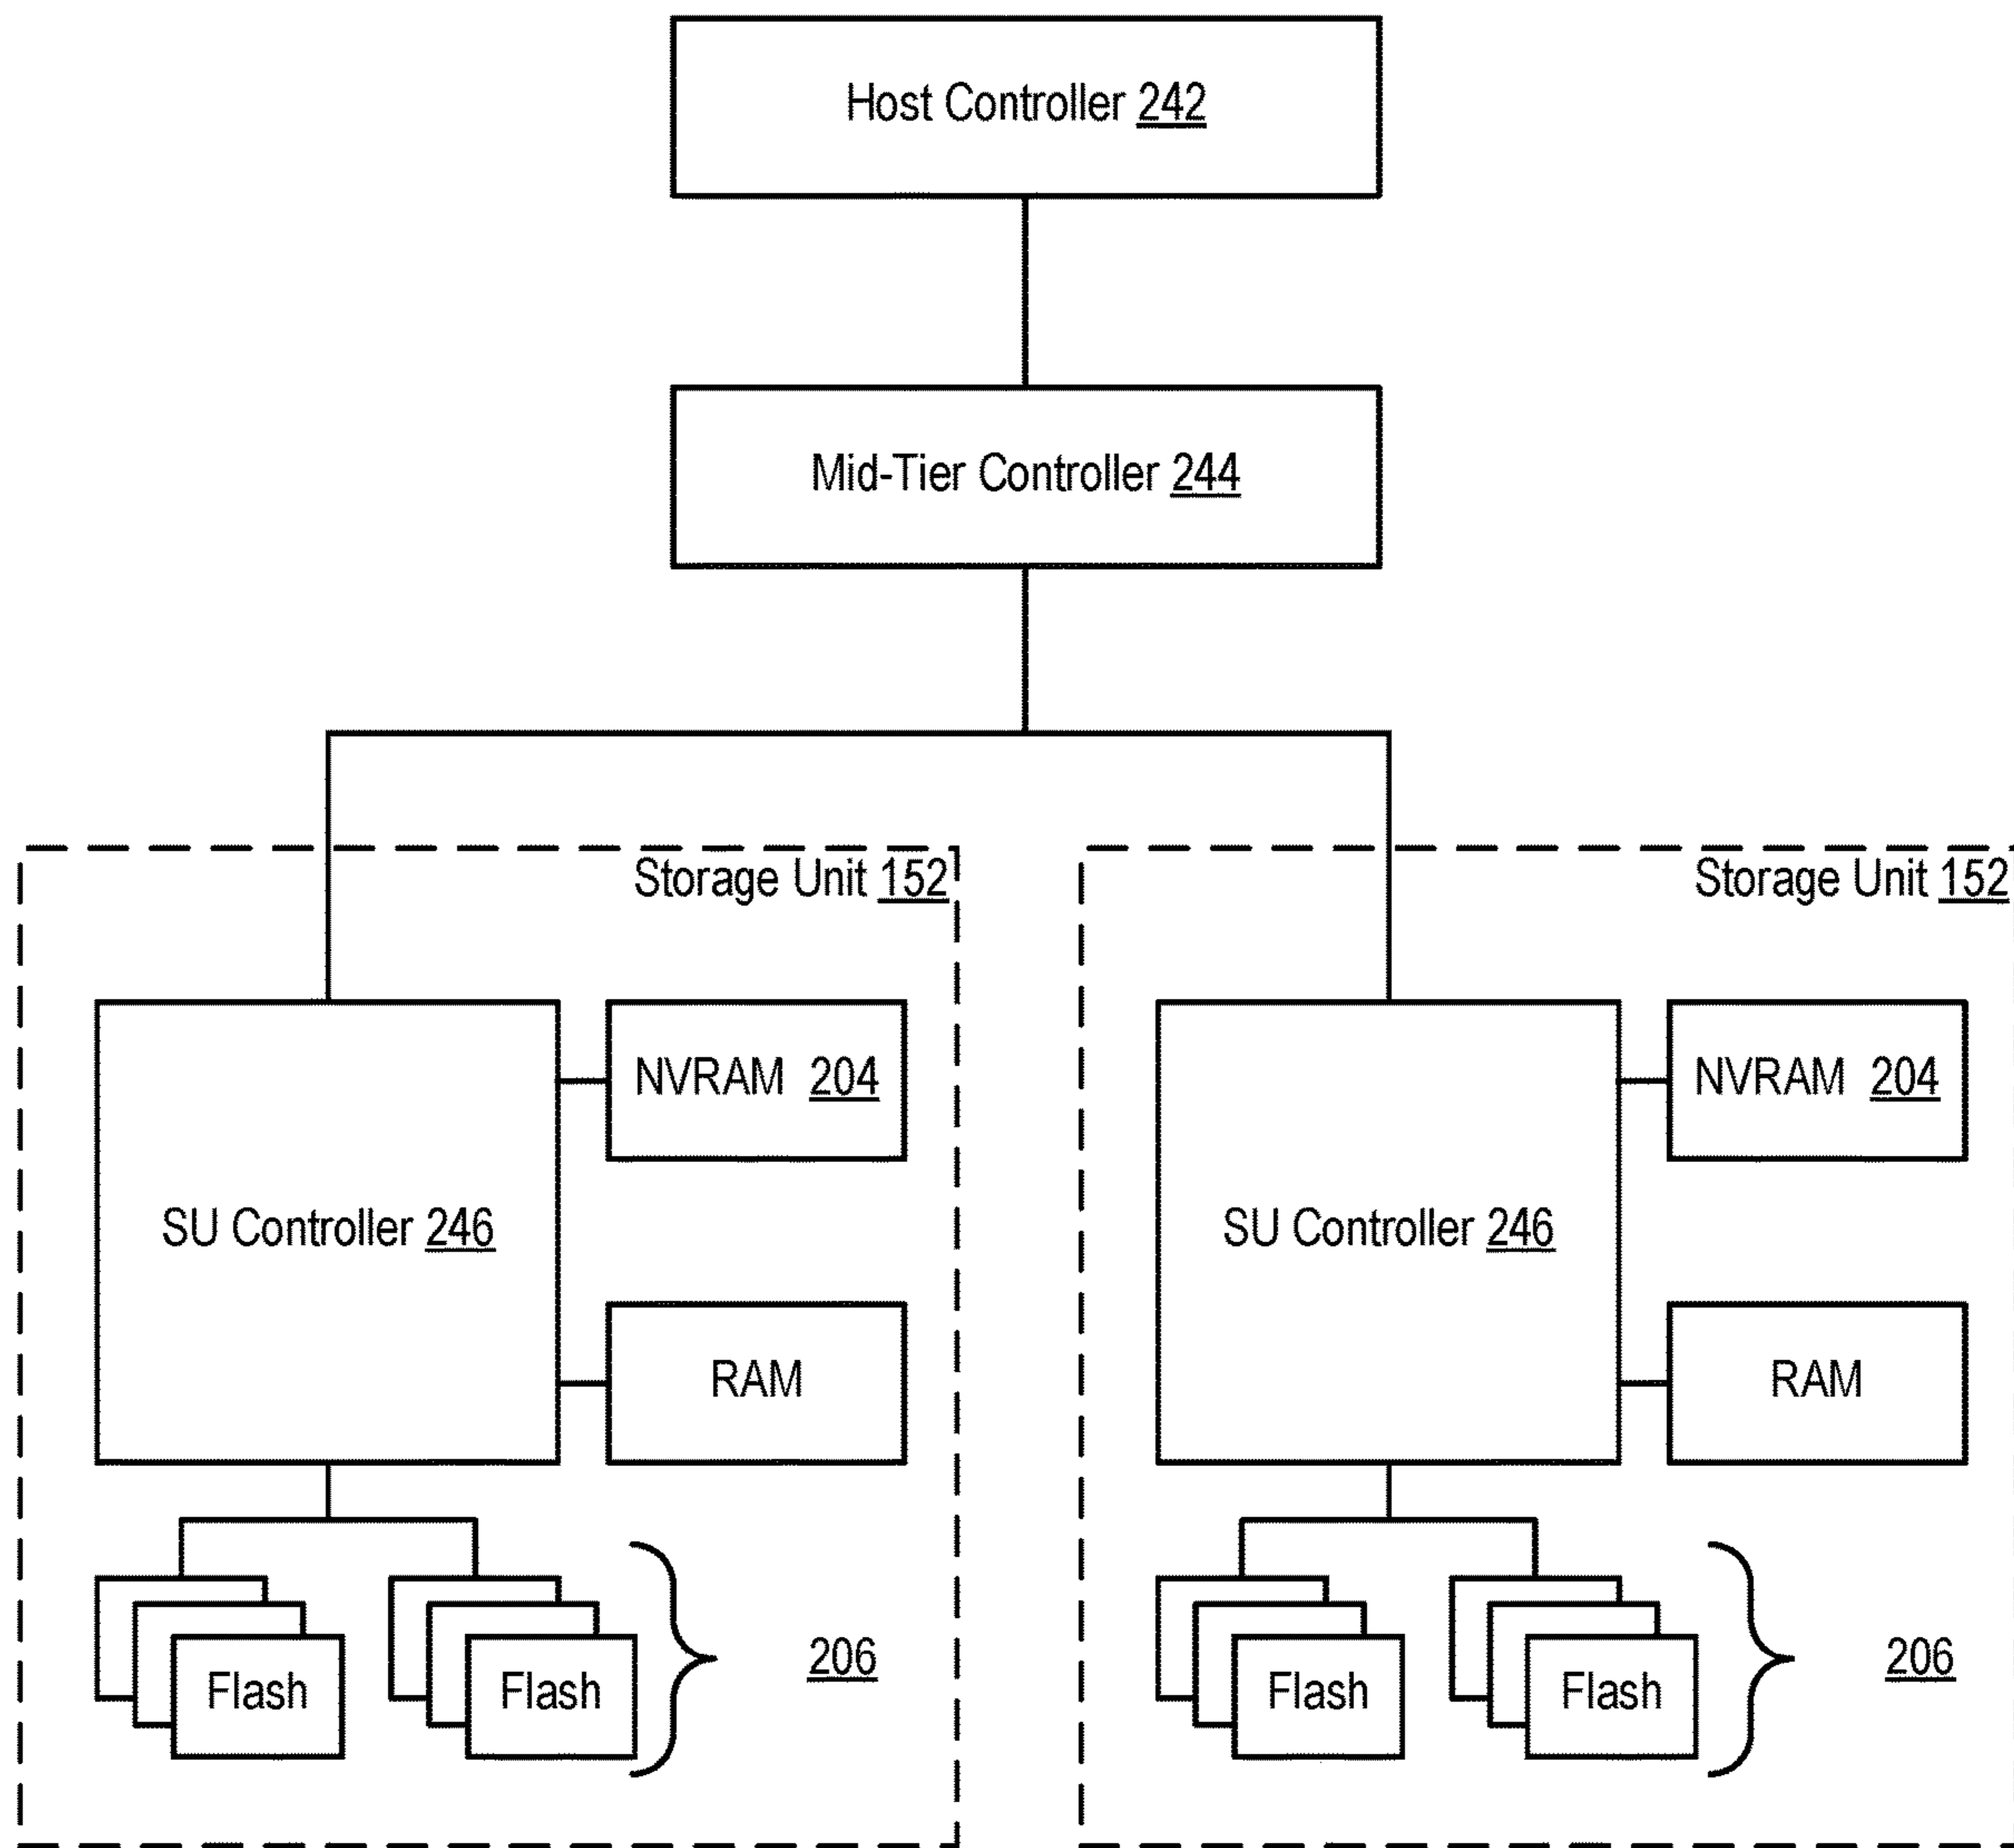 Host Controller 242
Mid-Tier Controller 244
Storage Unit 152
NVRAM 204
SU Controller 246
RAM
Flash
Flash
206
Storage Unit 152
NVRAM 204
SU Controller 246
RAM
Flash
Flash
206